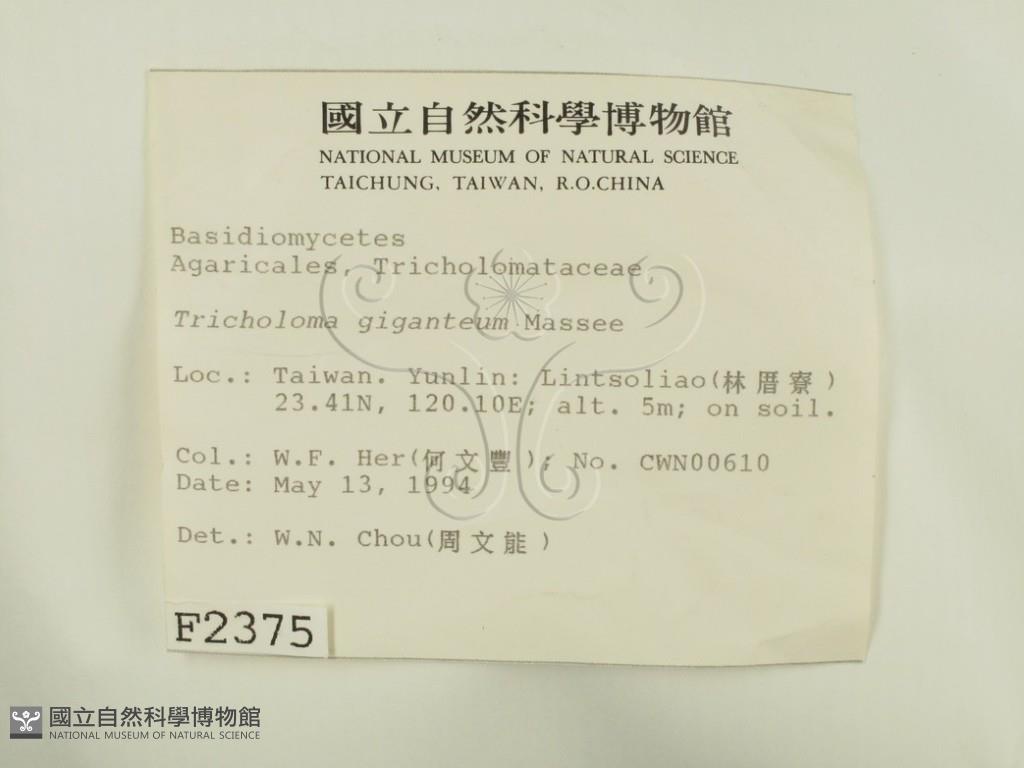 國立自然科學博物館
NATIONAL MUSEUM OF NATURAL SCIENCE
TAICHUNG, TAIWAN, R.O.CHINA
Basidiomycetes
Agaricales, Tricholomataceae,
Tricholoma giganteum Massee
Loc.: Taiwan. Yunlin: Lintsoliao(林厝寮)
23.41N, 120.10E; alt. 5m; on soil.
Col.: W.F. Her(何文豐); No. CWN00610
Date: May 13, 1994
Det.: W.N. Chou(周文能)
F2375
國立自然科學博物館
NATIONAL MUSEUM OF NATURAL SCIENCE